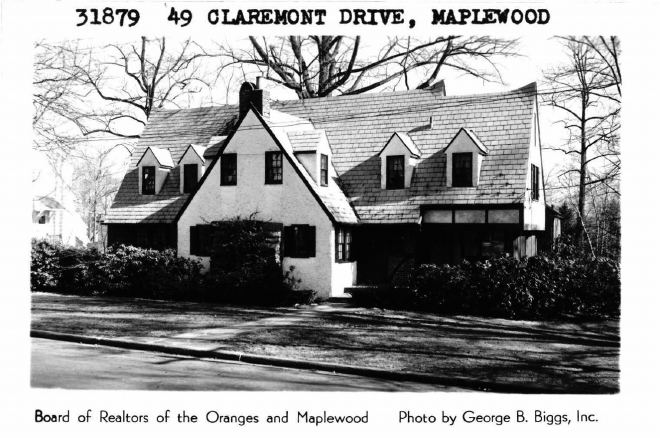 31879 49 CLAREMONT DRIVE, MAPLEWOOD
Board of Realtors of the Oranges and Maplewood Photo by George B. Biggs, Inc.